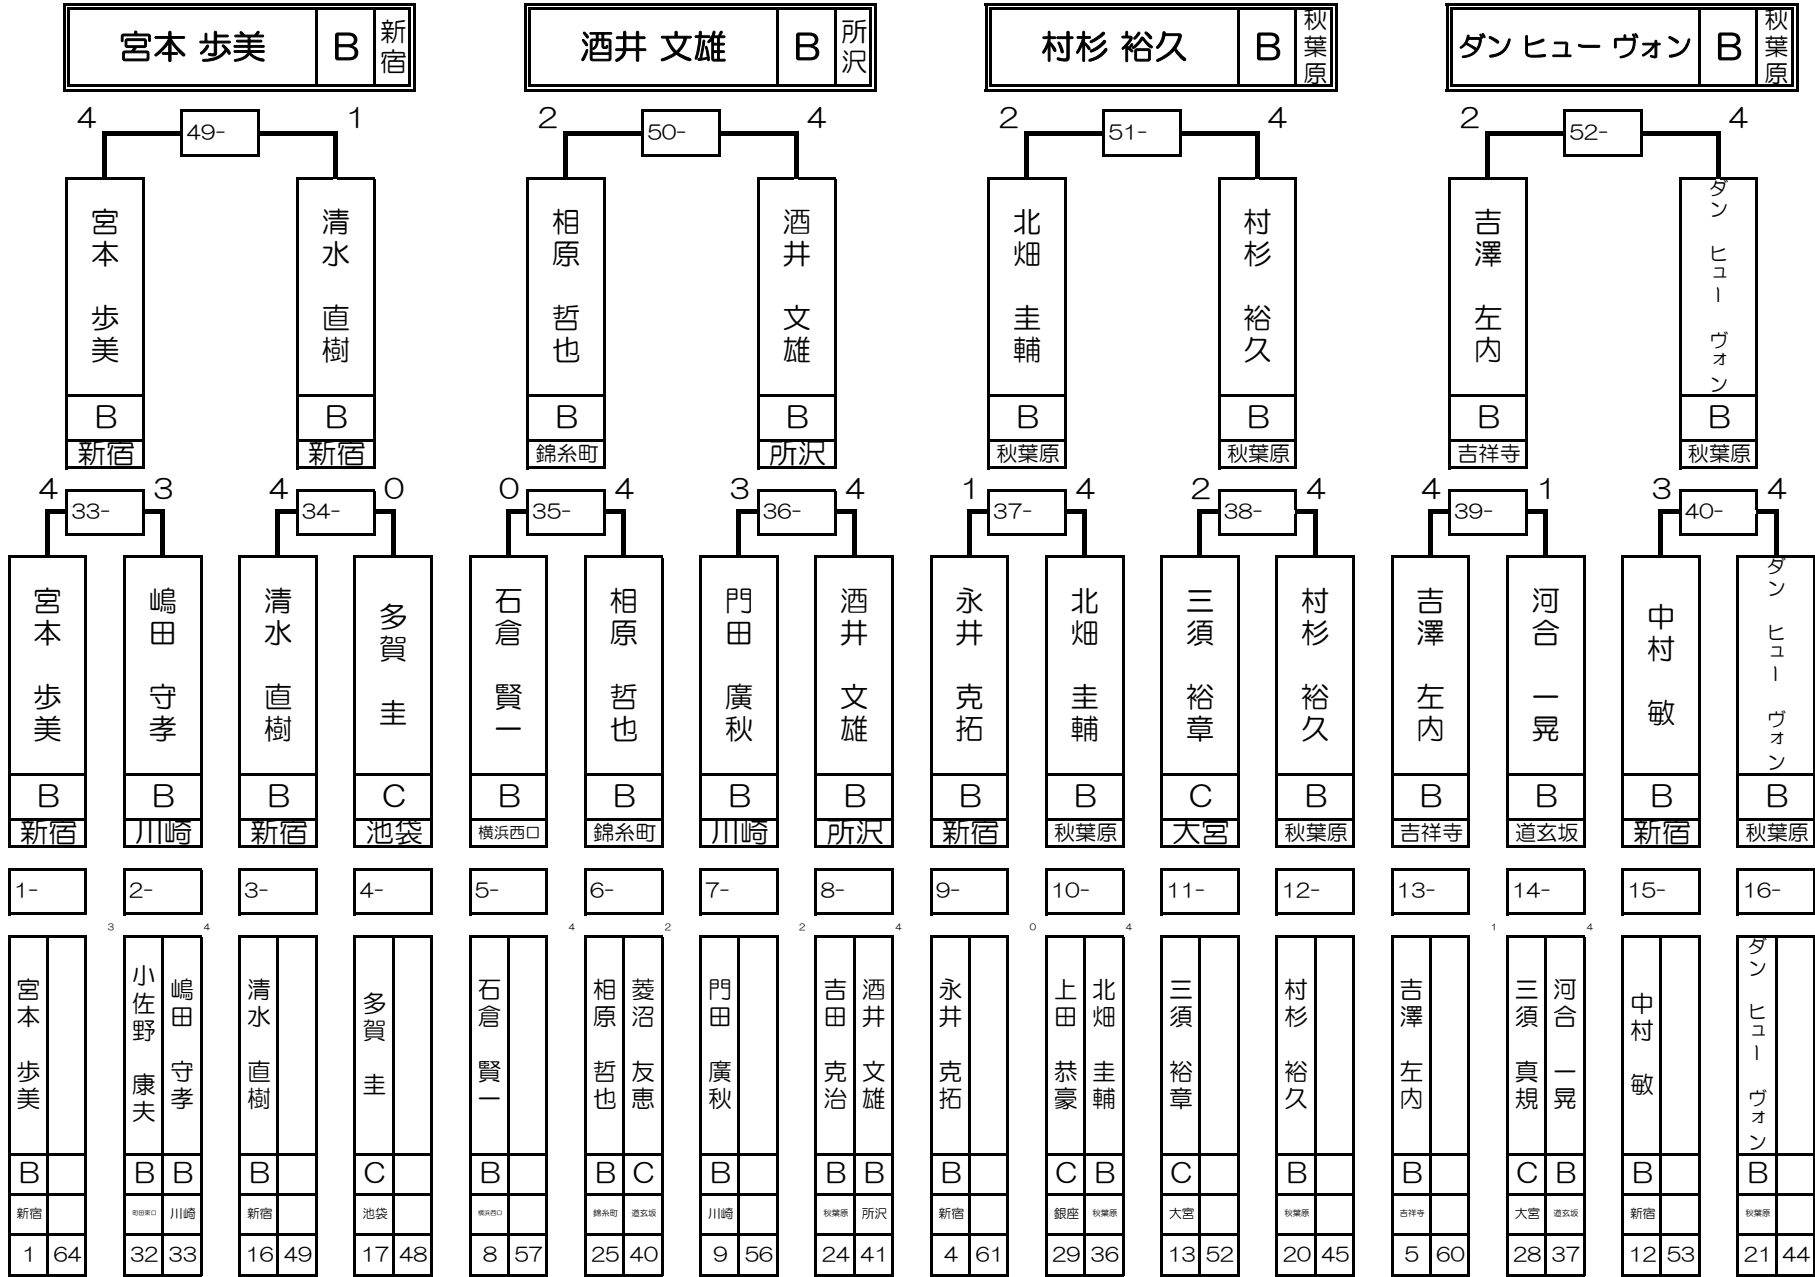 宮本 歩美 B 新宿
酒井 文雄 B 所沢
村杉 裕久 B 秋葉原
ダン ヒュー ヴォン B 秋葉原
4 49- 1
2 50- 4
2 51- 4
2 52- 4
宮本 歩美 B 新宿
清水 直樹 B 新宿
相原 哲也 B 錦糸町
酒井 文雄 B 所沢
北畑 圭輔 B 秋葉原
村杉 裕久 B 秋葉原
吉澤 左内 B 吉祥寺
ダン ヒュー ヴォン B 秋葉原
4 33- 3
4 34- 0
0 35- 4
3 36- 4
1 37- 4
2 38- 4
4 39- 1
3 40- 4
宮本 歩美 B 新宿
嶋田 守孝 B 川崎
清水 直樹 B 新宿
多賀 圭 C 池袋
石倉 賢一 B 横浜西口
相原 哲也 B 錦糸町
門田 廣秋 B 川崎
酒井 文雄 B 所沢
永井 克拓 B 新宿
北畑 圭輔 B 秋葉原
三須 裕章 C 大宮
村杉 裕久 B 秋葉原
吉澤 左内 B 吉祥寺
河合 一晃 B 道玄坂
中村 敏 B 新宿
ダン ヒュー ヴォン B 秋葉原
1-
3 2- 4
3-
4-
5-
4 6- 2
7-
2 8- 4
9-
0 10- 4
11-
12-
13-
1 14- 4
15-
16-
宮本 歩美 B 新宿 1
64
小佐野 康夫 B 町田東口 32
嶋田 守孝 B 川崎 33
清水 直樹 B 新宿 16
49
多賀 圭 C 池袋 17
48
石倉 賢一 B 横浜西口 8
57
相原 哲也 B 錦糸町 25
菱沼 友恵 C 道玄坂 40
門田 廣秋 B 川崎 9
56
吉田 克治 B 秋葉原 24
酒井 文雄 B 所沢 41
永井 克拓 B 新宿 4
61
上田 恭豪 C 銀座 29
北畑 圭輔 B 秋葉原 36
三須 裕章 C 大宮 13
52
村杉 裕久 B 秋葉原 20
45
吉澤 左内 B 吉祥寺 5
60
三須 真規 C 大宮 28
河合 一晃 B 道玄坂 37
中村 敏 B 新宿 12
53
ダン ヒュー ヴォン B 秋葉原 21
44